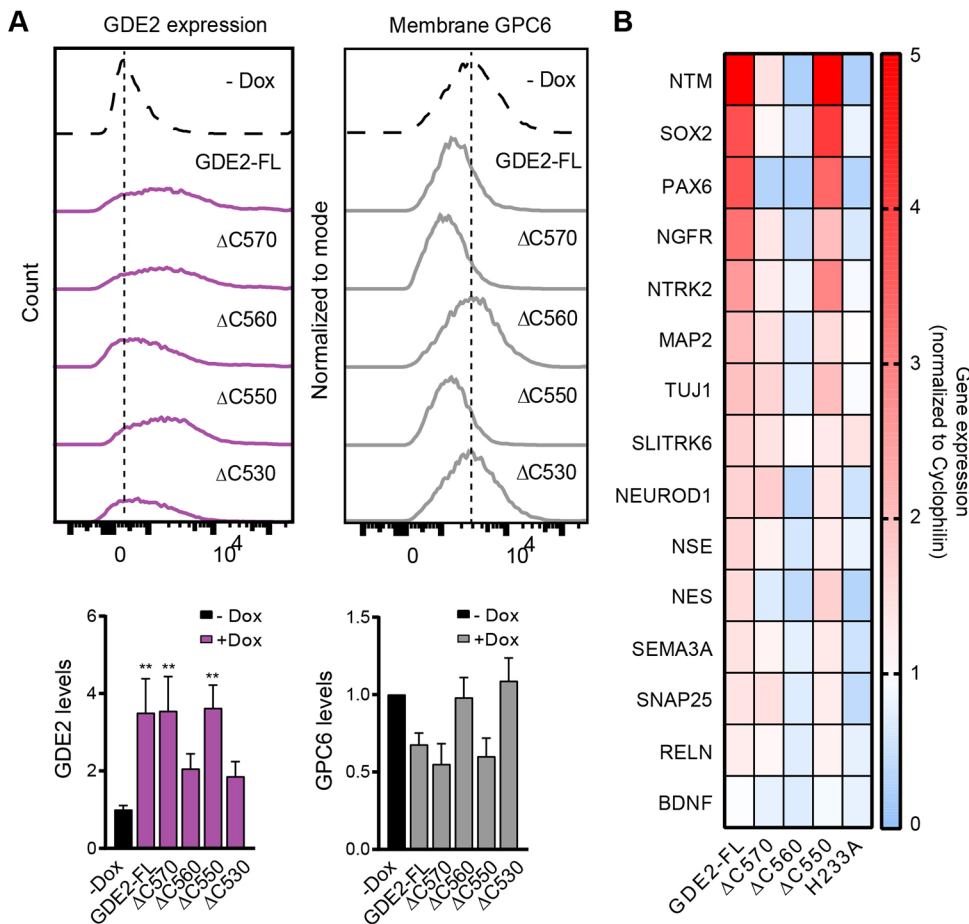 A
GDE2 expression
Membrane GPC6
- Dox
GDE2-FL
ΔC570
ΔC560
ΔC550
ΔC530
Count
0
10⁴
- Dox
GDE2-FL
ΔC570
ΔC560
ΔC550
ΔC530
Normalized to mode
0
10⁴
- Dox
+Dox
GDE2 levels
6
4
2
0
**
**
**
-Dox
GDE2-FL
ΔC570
ΔC560
ΔC550
ΔC530
- Dox
+Dox
GPC6 levels
1.5
1.0
0.5
0.0
-Dox
GDE2-FL
ΔC570
ΔC560
ΔC550
ΔC530
B
NTM
SOX2
PAX6
NGFR
NTRK2
MAP2
TUJ1
SLITRK6
NEUROD1
NSE
NES
SEMA3A
SNAP25
RELN
BDNF
GDE2-FL
ΔC570
ΔC560
ΔC550
H233A
5
4
3
2
1
0
Gene expression
(normalized to Cyclophilin)